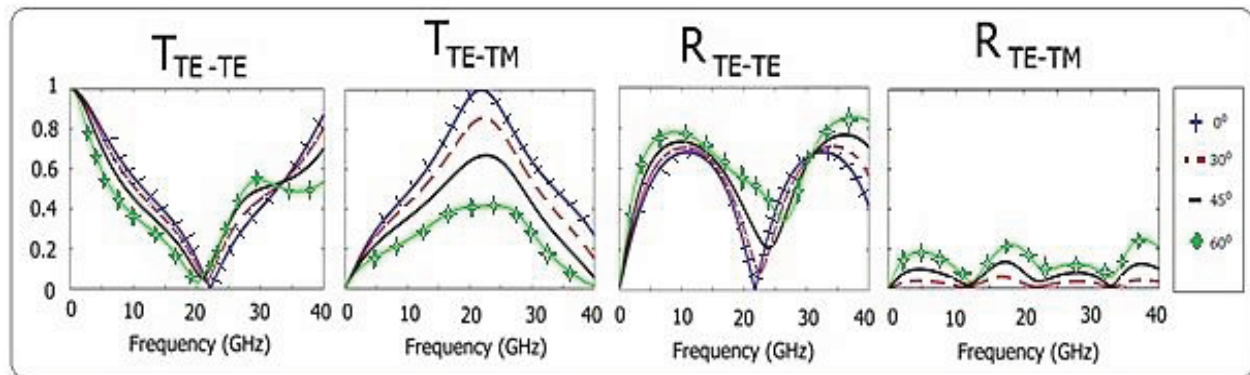 T TE-TE
T TE-TM
R TE-TE
R TE-TM
1
0.8
0.6
0.4
0.2
0
0 10 20 30 40
0 10 20 30 40
0 10 20 30 40
0 10 20 30 40
Frequency (GHz)
Frequency (GHz)
Frequency (GHz)
Frequency (GHz)
0⁰
30⁰
45⁰
60⁰